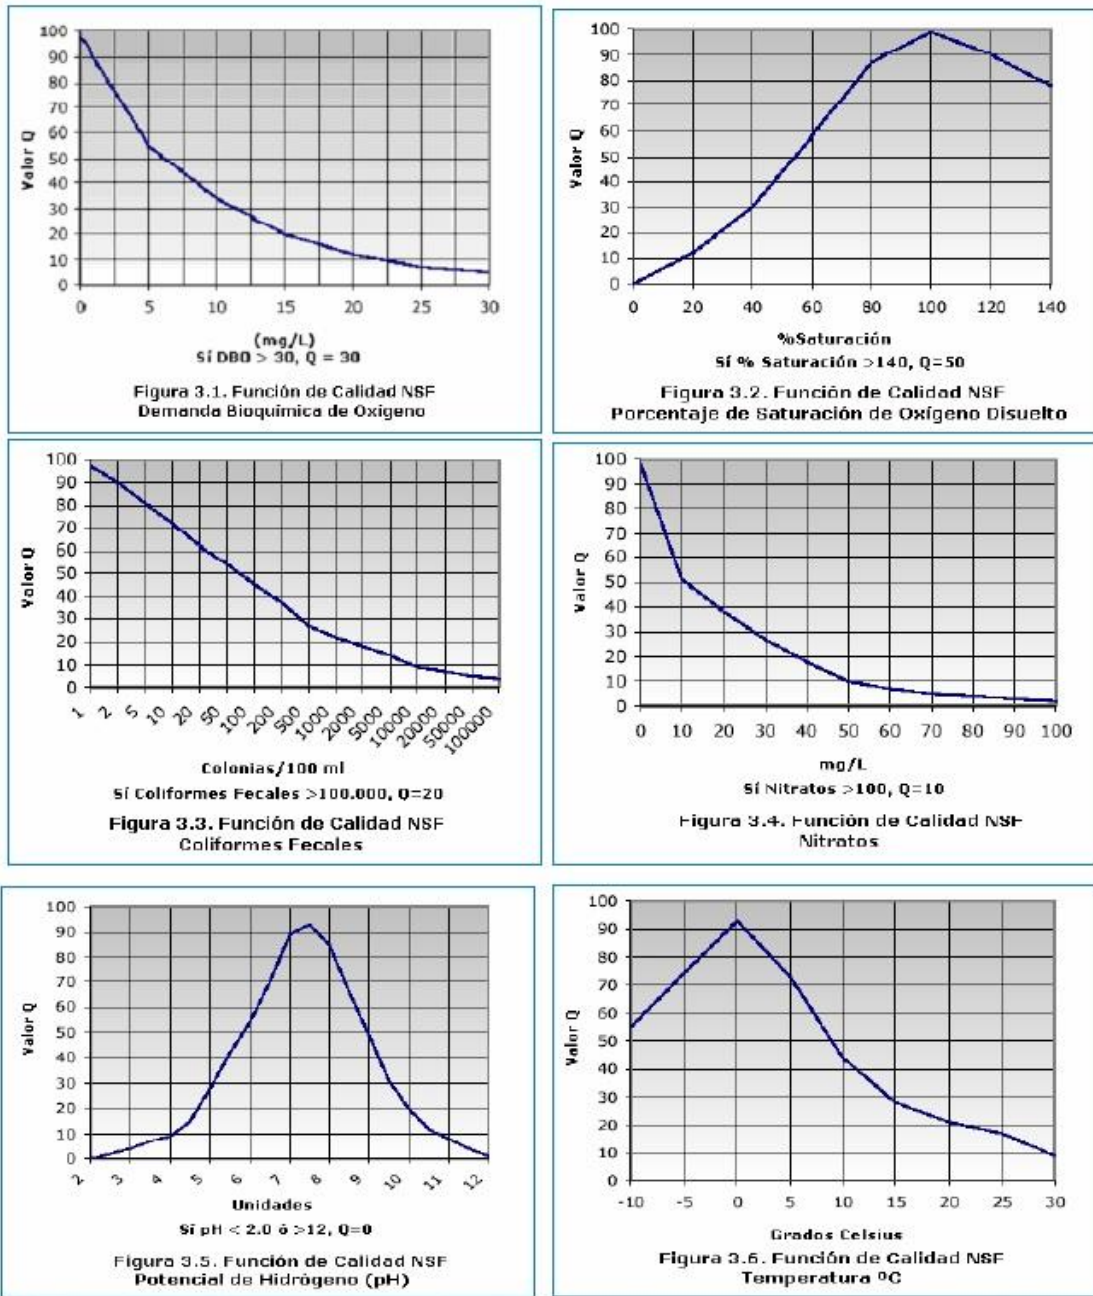 100
90
80
70
60
50
40
30
20
10
0
Valor Q
0 5 10 15 20 25 30
(mg/L)
Sí DBO > 30, Q = 30
Figura 3.1. Función de Calidad NSF
Demanda Bioquímica de Oxígeno
100
90
80
70
60
50
40
30
20
10
0
Valor Q
0 20 40 60 80 100 120 140
%Saturación
Sí % Saturación >140, Q=50
Figura 3.2. Función de Calidad NSF
Porcentaje de Saturación de Oxígeno Disuelto
100
90
80
70
60
50
40
30
20
10
0
Valor Q
1 2 5 10 20 50 100 200 500 1000 2000 5000 10000 20000 50000 100000
Colonias/100 ml
Sí Coliformes Fecales >100.000, Q=20
Figura 3.3. Función de Calidad NSF
Coliformes Fecales
100
90
80
70
60
50
40
30
20
10
0
Valor Q
0 10 20 30 40 50 60 70 80 90 100
mg/L
Sí Nitratos >100, Q=10
Figura 3.4. Función de Calidad NSF
Nitratos
100
90
80
70
60
50
40
30
20
10
0
Valor Q
2 3 4 5 6 7 8 9 10 11 12
Unidades
Sí pH < 2.0 ó >12, Q=0
Figura 3.5. Función de Calidad NSF
Potencial de Hidrógeno (pH)
100
90
80
70
60
50
40
30
20
10
0
Valor Q
-10 -5 0 5 10 15 20 25 30
Grados Celsius
Figura 3.6. Función de Calidad NSF
Temperatura ºC